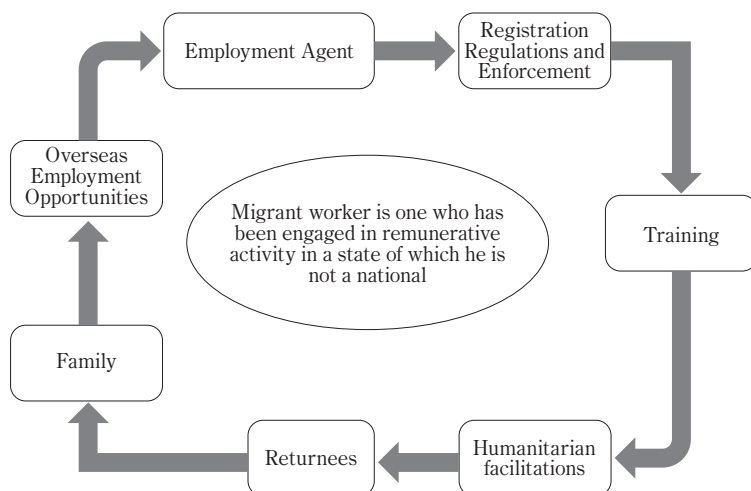 Employment Agent
Registration
Regulations and
Enforcement
Overseas
Employment
Opportunities
Migrant worker is one who has
been engaged in remunerative
activity in a state of which he is
not a national
Training
Family
Returnees
Humanitarian
facilitations